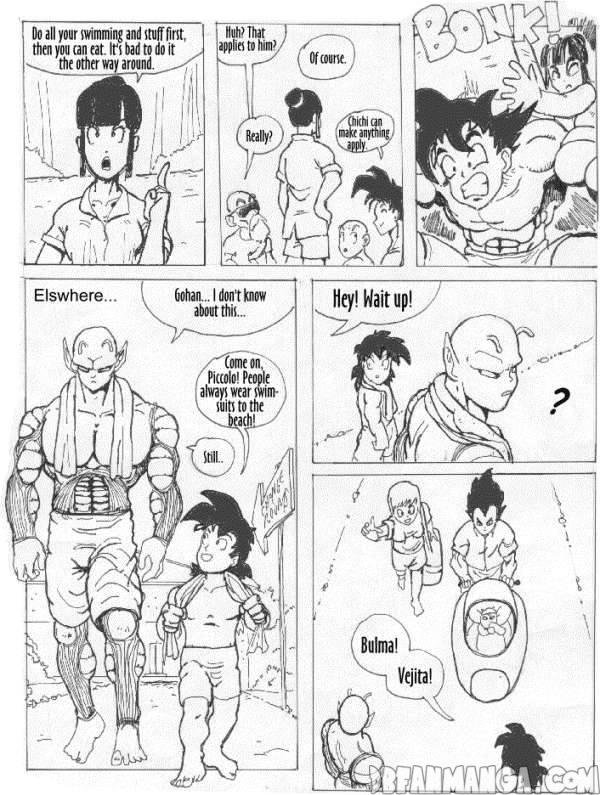 Do all your swimming and stuff first,
then you can eat. It's bad to do it
the other way around.
Huh? That
applies to him?
Of course.
Really?
Chichi can
make anything
apply.
BONK!
Elswhere...
Gohan... I don't know
about this...
Come on,
Piccolo! People
always wear swim-
suits to the
beach!
Still..
Hey! Wait up!
?
Bulma!
Vejita!
DBFANMANGA.COM